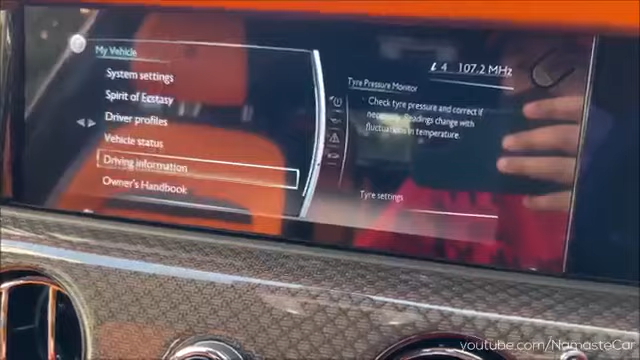 My Vehicle
System settings
Spirit of Ecstasy
Driver profiles
Vehicle status
Driving information
Owner's Handbook
4 107.2 MHz
Tyre Pressure Monitor
Check tyre pressure and correct if
necessary. Readings change with
fluctuations in temperature.
Tyre settings
youtube.com/NamasteCar